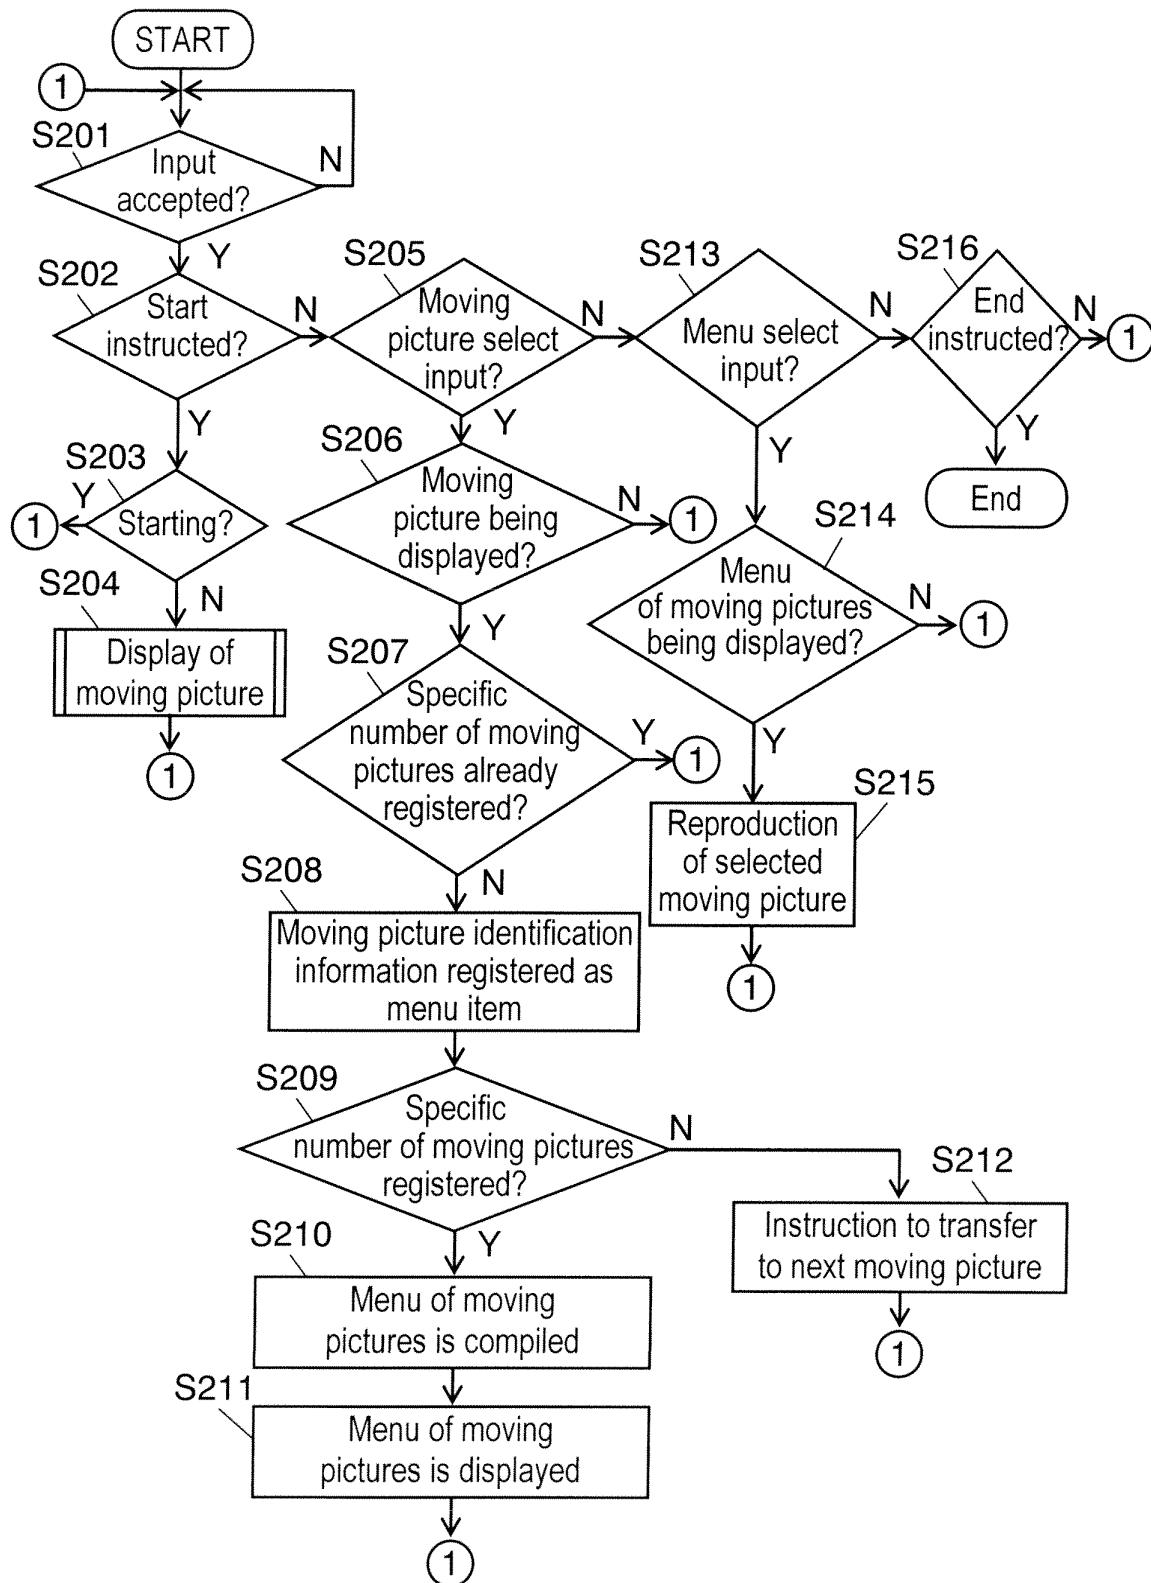 START
1
S201
Input
accepted?
N
Y
S202
Start
instructed?
N
Y
S203
Y
Starting?
1
N
S204
Display of
moving picture
1
S205
Moving
picture select
input?
N
Y
S206
Moving
picture being
displayed?
N
1
Y
S207
Specific
number of moving
pictures already
registered?
Y
1
N
S208
Moving picture identification
information registered as
menu item
S209
Specific
number of moving pictures
registered?
N
Y
S210
Menu of moving
pictures is compiled
S211
Menu of moving
pictures is displayed
1
S212
Instruction to transfer
to next moving picture
1
S213
Menu select
input?
N
Y
S214
Menu
of moving pictures
being displayed?
N
1
Y
S215
Reproduction
of selected
moving picture
1
S216
End
instructed?
N
1
Y
End